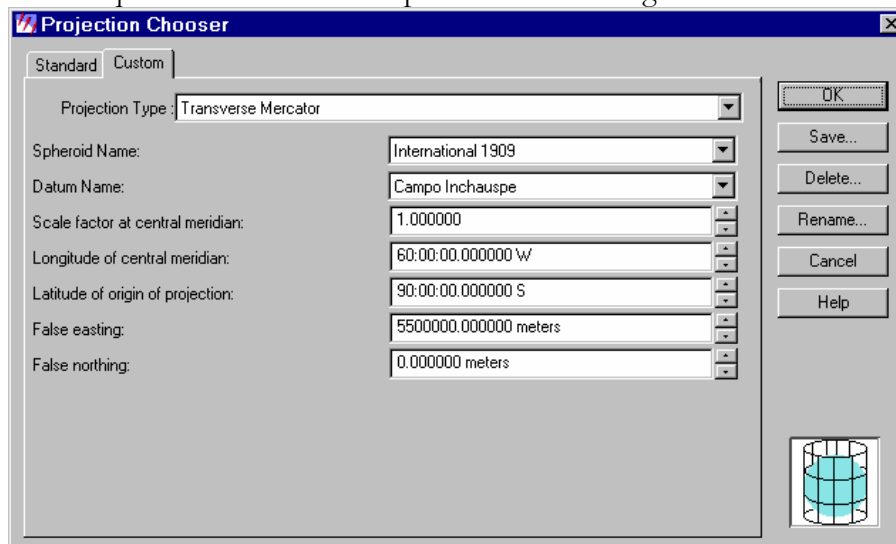 Projection Chooser
Standard Custom
Projection Type : Transverse Mercator
Spheroid Name: International 1909
Datum Name: Campo Inchauspe
Scale factor at central meridian: 1.000000
Longitude of central meridian: 60:00:00.000000 W
Latitude of origin of projection: 90:00:00.000000 S
False easting: 5500000.000000 meters
False northing: 0.000000 meters
OK
Save...
Delete...
Rename...
Cancel
Help